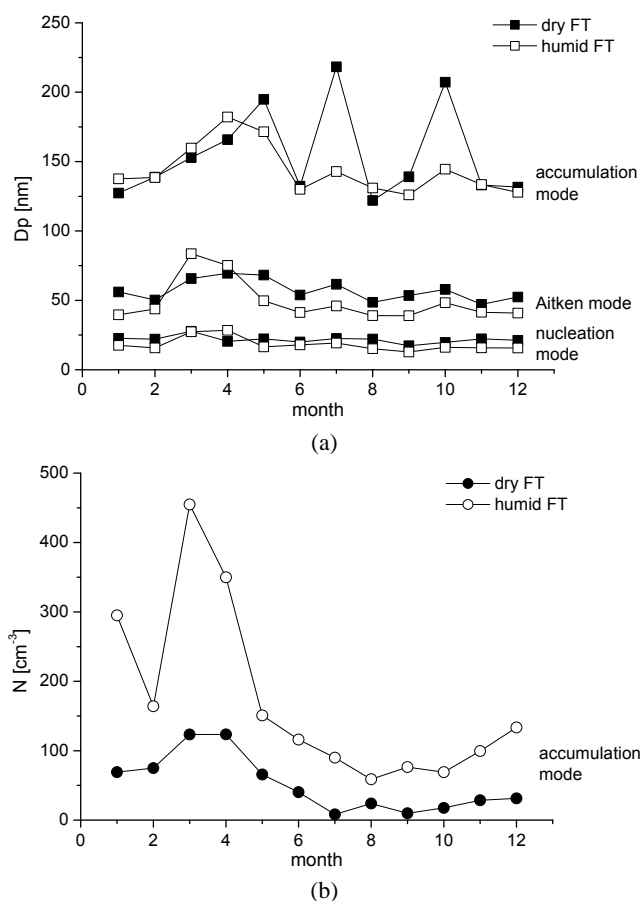 250
200
150
100
50
0
Dp [nm]
dry FT
humid FT
accumulation
mode
Aitken mode
nucleation
mode
0 2 4 6 8 10 12
month
(a)
500
400
300
200
100
0
N [cm⁻³]
dry FT
humid FT
accumulation
mode
0 2 4 6 8 10 12
month
(b)